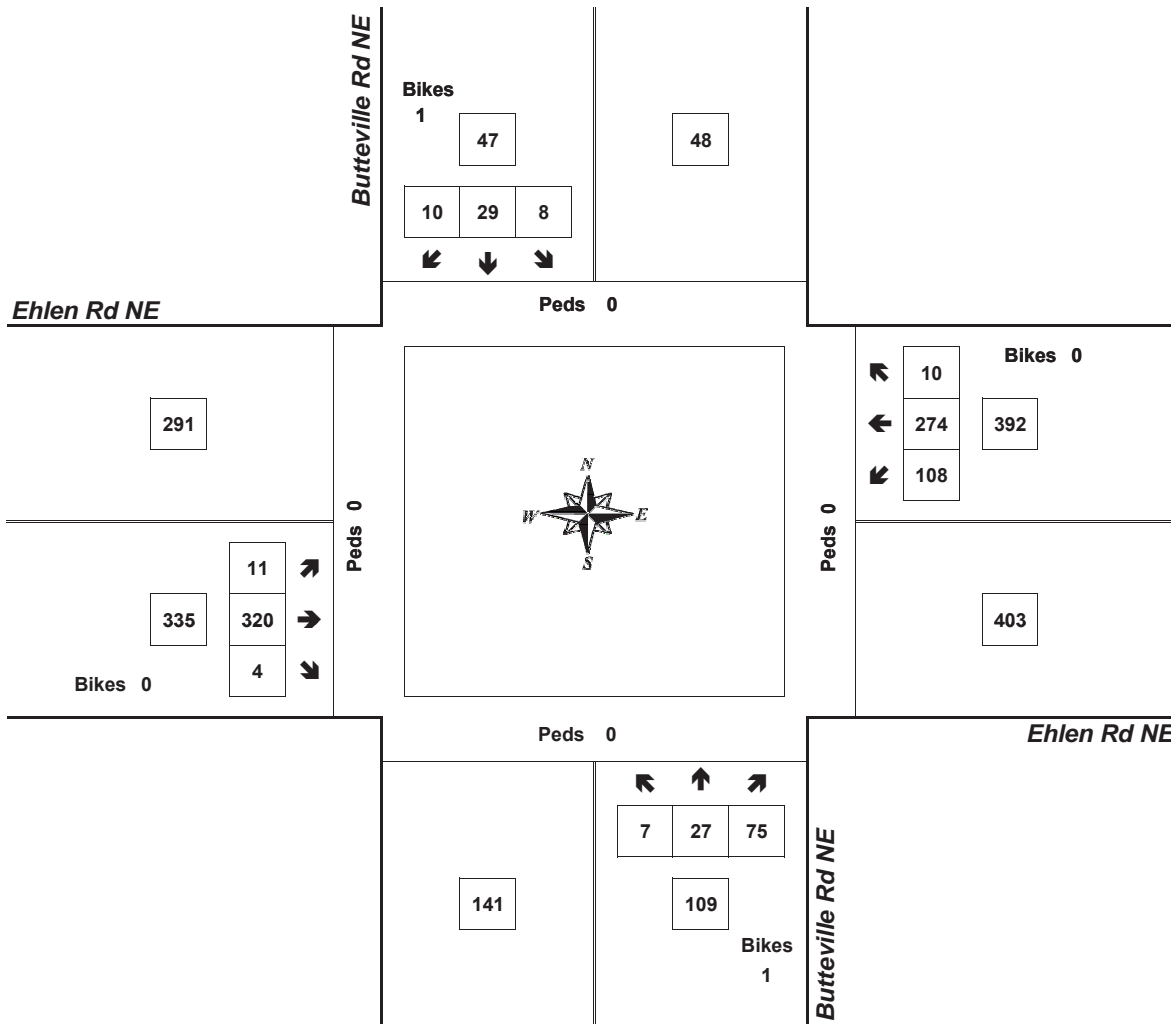 Butteville Rd NE
Bikes
1
47
48
10 29 8
Peds 0
Ehlen Rd NE
Bikes 0
10
291
274 392
108
N
W E
S
Peds 0
Peds 0
11
335 320
4
403
Bikes 0
Peds 0
Ehlen Rd NE
7 27 75
141
109
Bikes
1
Butteville Rd NE